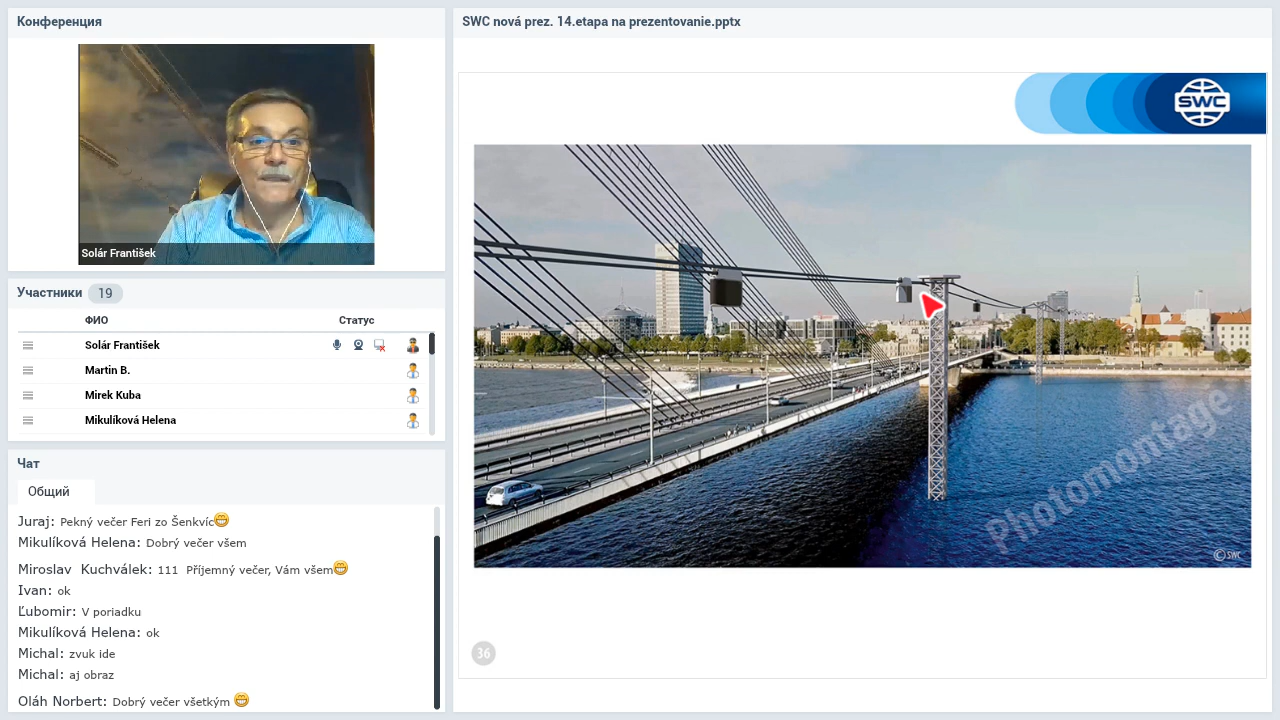 Конференция
Solár František
Участники 19
ФИО Статус
Solár František
Martin B.
Mirek Kuba
Mikulíková Helena
Чат
Общий
Juraj: Pekný večer Feri zo Šenkvíc
Mikulíková Helena: Dobrý večer všem
Miroslav Kuchválek: 111 Příjemný večer, Vám všem
Ivan: ok
Ľubomir: V poriadku
Mikulíková Helena: ok
Michal: zvuk ide
Michal: aj obraz
Oláh Norbert: Dobrý večer všetkým
SWC nová prez. 14.etapa na prezentovanie.pptx
SWC
Photomontage
© SWC
36